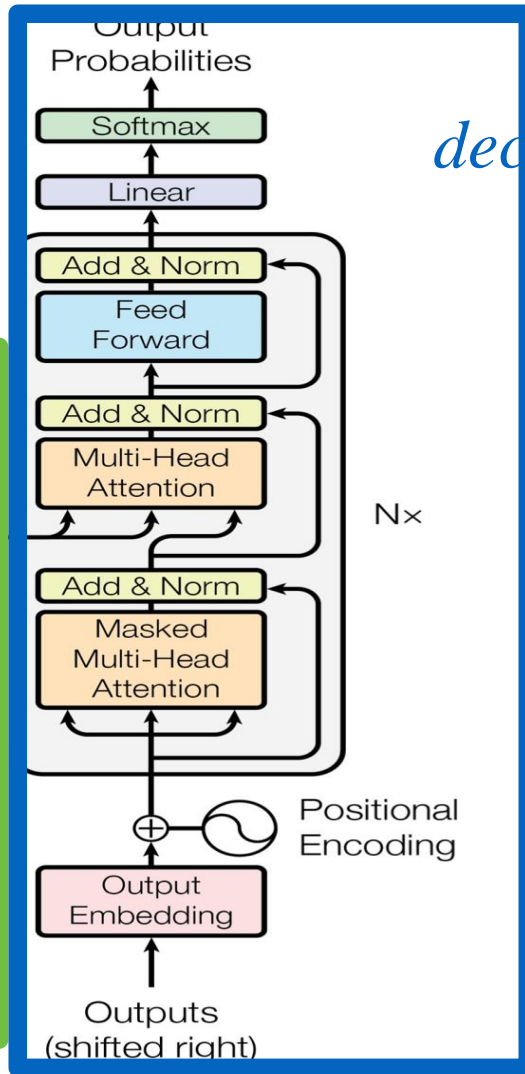 Output
Probabilities
Softmax
dec
Linear
Add & Norm
Feed
Forward
Add & Norm
Multi-Head
Attention
Nx
Add & Norm
Masked
Multi-Head
Attention
Positional
Encoding
Output
Embedding
Outputs
(shifted right)